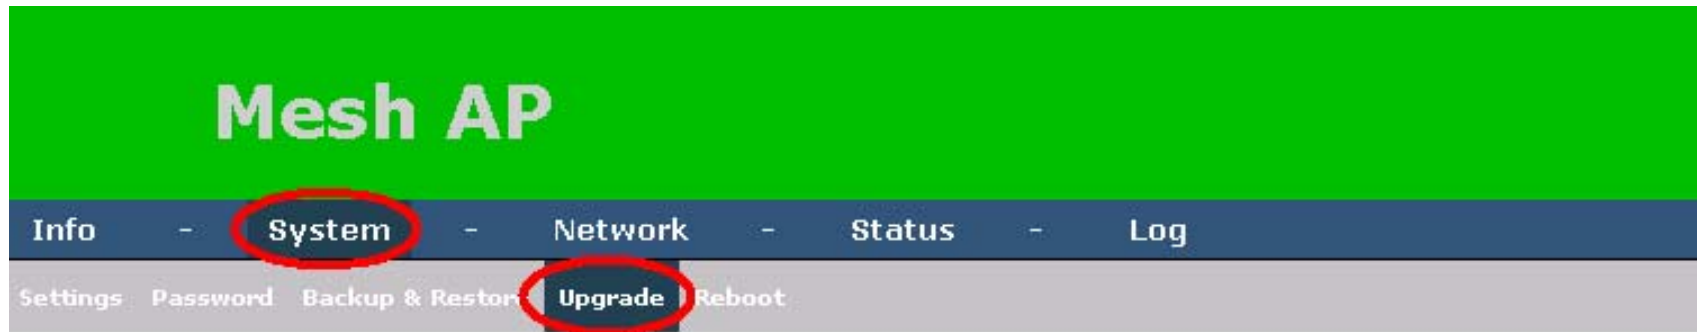 Mesh AP
Info - System - Network - Status - Log
Settings Password Backup & Restore Upgrade Reboot